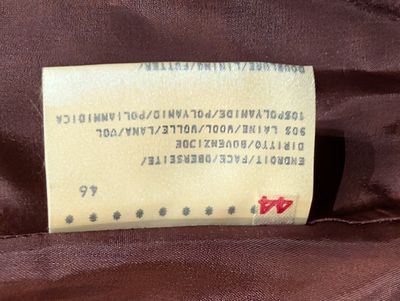 44
46
ENDROIT/FACE/OBERSEITE/
DIRITTO/BOVENZIJDE
90% LAINE/WOOL/WOLLE/LANA/WOL
10%POLYAMIDE/POLYAMID/POLIAMMIDICA
DOUBLURE/LINING/FUTTER/